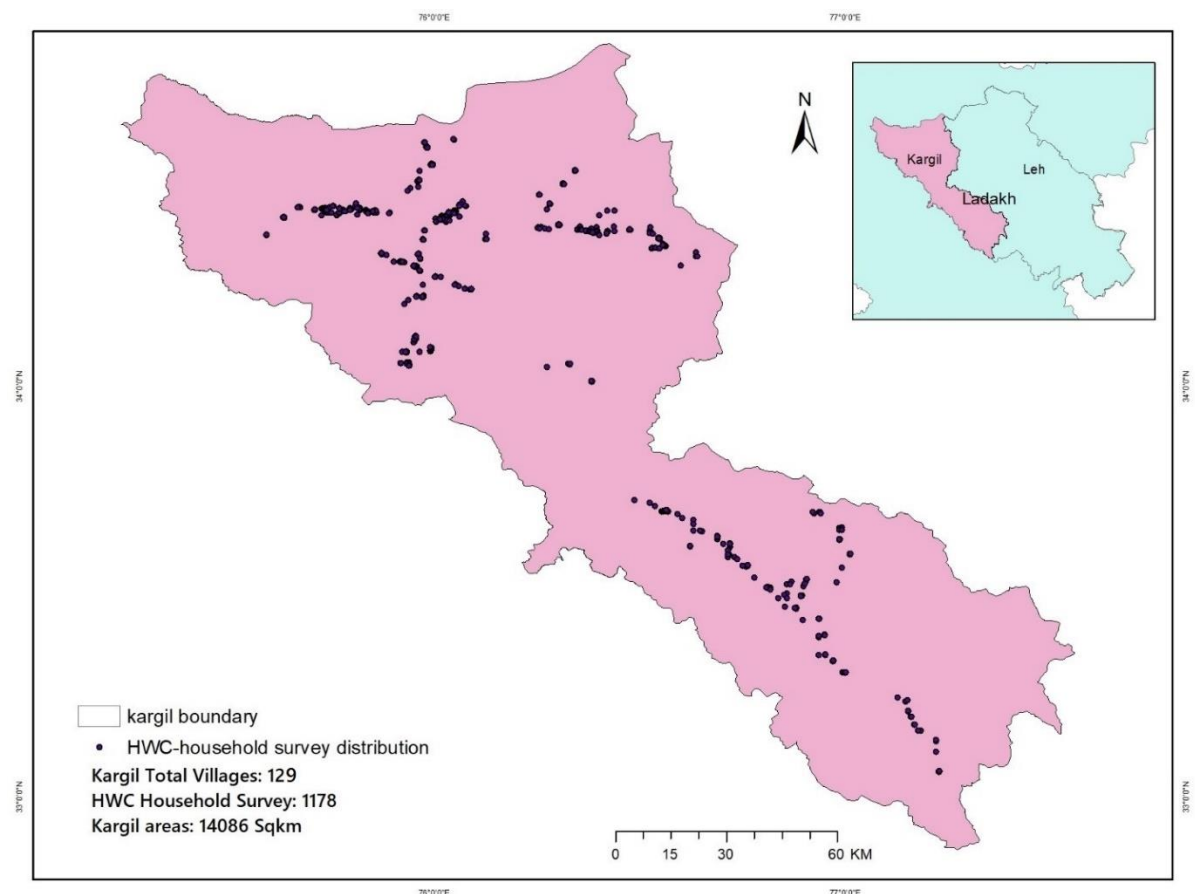 76°0'0"E
77°0'0"E
N
Kargil
Leh
Ladakh
34°0'0"N
34°0'0"N
kargil boundary
HWC-household survey distribution
Kargil Total Villages: 129
HWC Household Survey: 1178
Kargil areas: 14086 Sqkm
33°0'0"N
33°0'0"N
0 15 30 60 KM
76°0'0"E
77°0'0"E